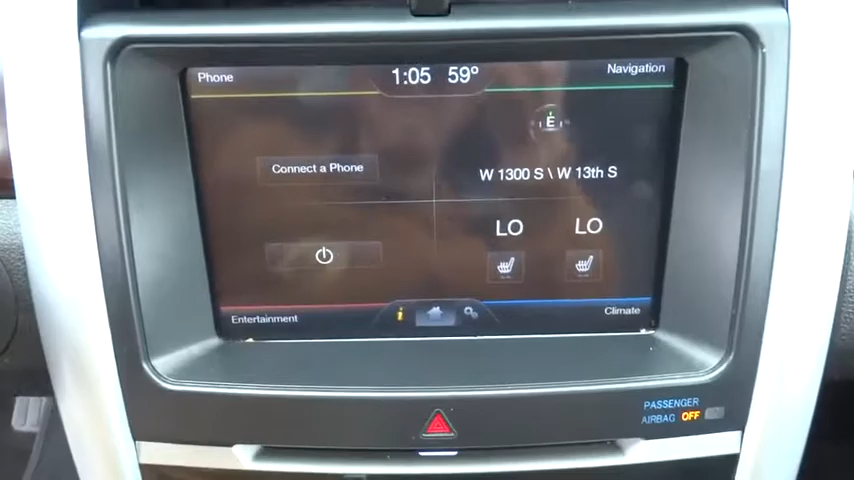 Phone
1:05 59°
Navigation
E
Connect a Phone
W 1300 S \ W 13th S
LO LO
Entertainment
i
Climate
PASSENGER
AIRBAG OFF